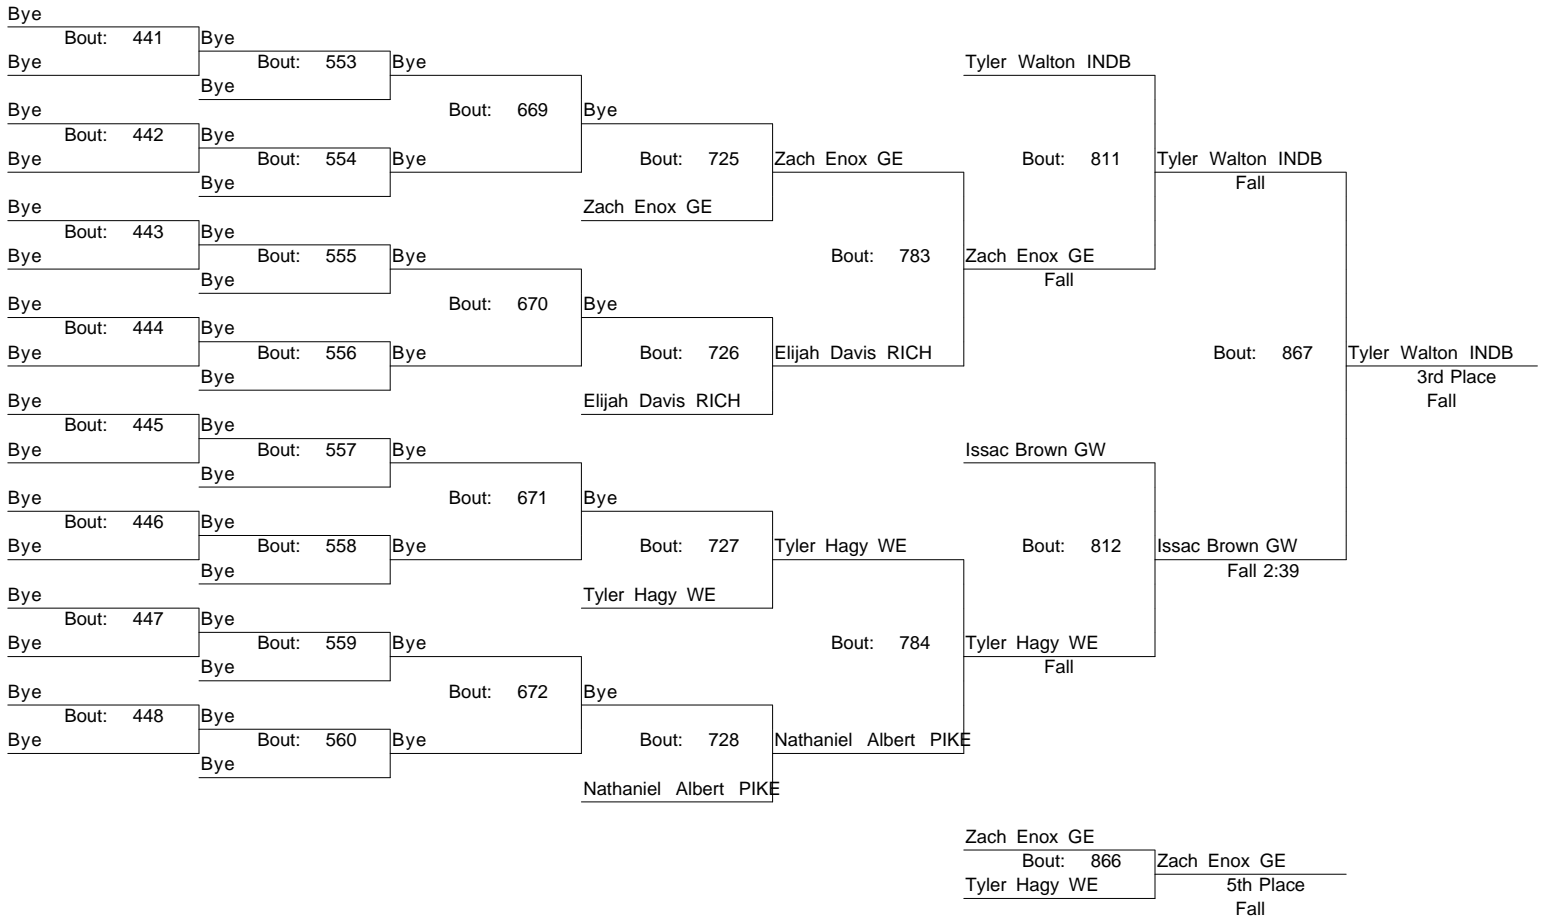 Bye
Bout: 441 Bye
Bye Bout: 553 Bye Tyler Walton INDB
Bye
Bye Bout: 669 Bye
Bout: 442 Bye
Bye Bout: 554 Bye Bout: 725 Zach Enox GE Bout: 811 Tyler Walton INDB
Bye Fall
Bye Zach Enox GE
Bout: 443 Bye
Bye Bout: 555 Bye Bout: 783 Zach Enox GE
Bye Fall
Bye Bout: 670 Bye
Bout: 444 Bye
Bye Bout: 556 Bye Bout: 726 Elijah Davis RICH Bout: 867 Tyler Walton INDB
Bye 3rd Place
Bye Elijah Davis RICH Fall
Bout: 445 Bye
Bye Bout: 557 Bye Issac Brown GW
Bye
Bye Bout: 671 Bye
Bout: 446 Bye
Bye Bout: 558 Bye Bout: 727 Tyler Hagy WE Bout: 812 Issac Brown GW
Bye Fall 2:39
Bye Tyler Hagy WE
Bout: 447 Bye
Bye Bout: 559 Bye Bout: 784 Tyler Hagy WE
Bye Fall
Bye Bout: 672 Bye
Bout: 448 Bye
Bye Bout: 560 Bye Bout: 728 Nathaniel Albert PIKE
Bye
Nathaniel Albert PIKE
Zach Enox GE
Bout: 866 Zach Enox GE
Tyler Hagy WE 5th Place
Fall